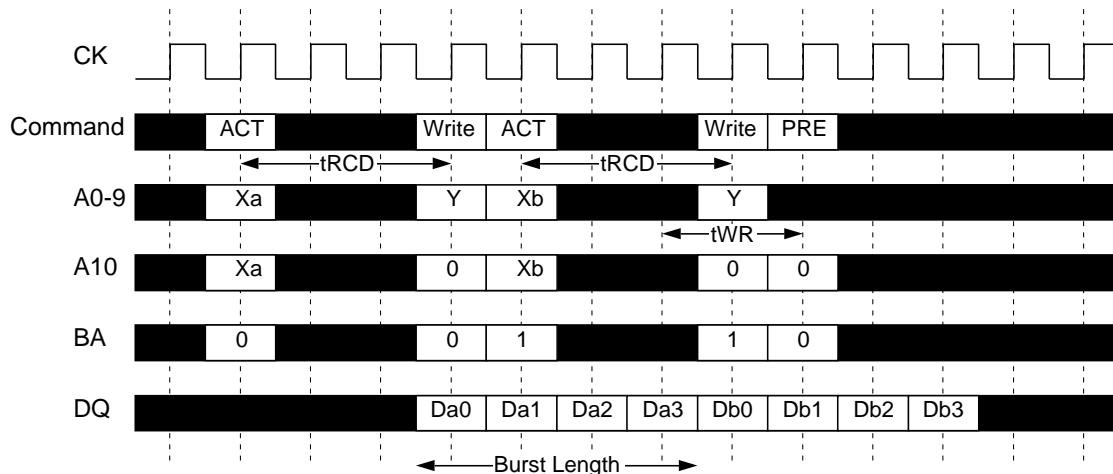 CK
Command ACT Write ACT Write PRE
tRCD tRCD
A0-9 Xa Y Xb Y
tWR
A10 Xa 0 Xb 0 0
BA 0 0 1 1 0
DQ Da0 Da1 Da2 Da3 Db0 Db1 Db2 Db3
Burst Length